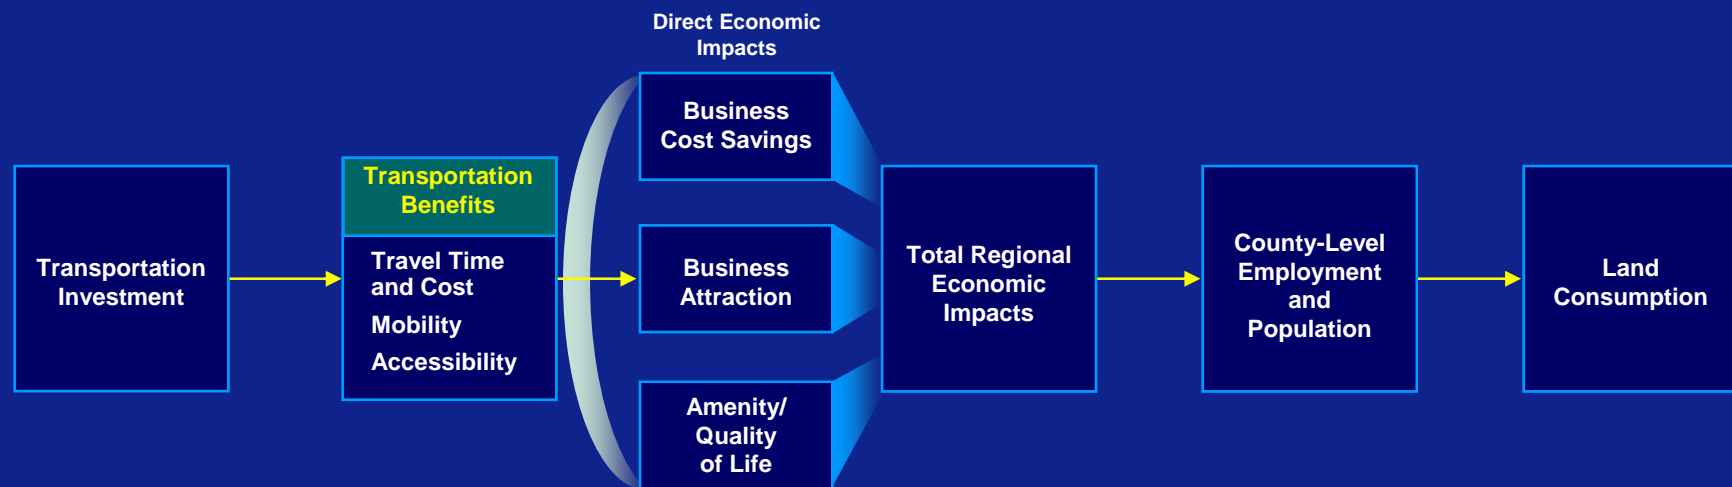 Direct Economic
Impacts
Transportation
Investment
Transportation
Benefits
Travel Time
and Cost
Mobility
Accessibility
Business
Cost Savings
Business
Attraction
Amenity/
Quality
of Life
Total Regional
Economic
Impacts
County-Level
Employment
and
Population
Land
Consumption